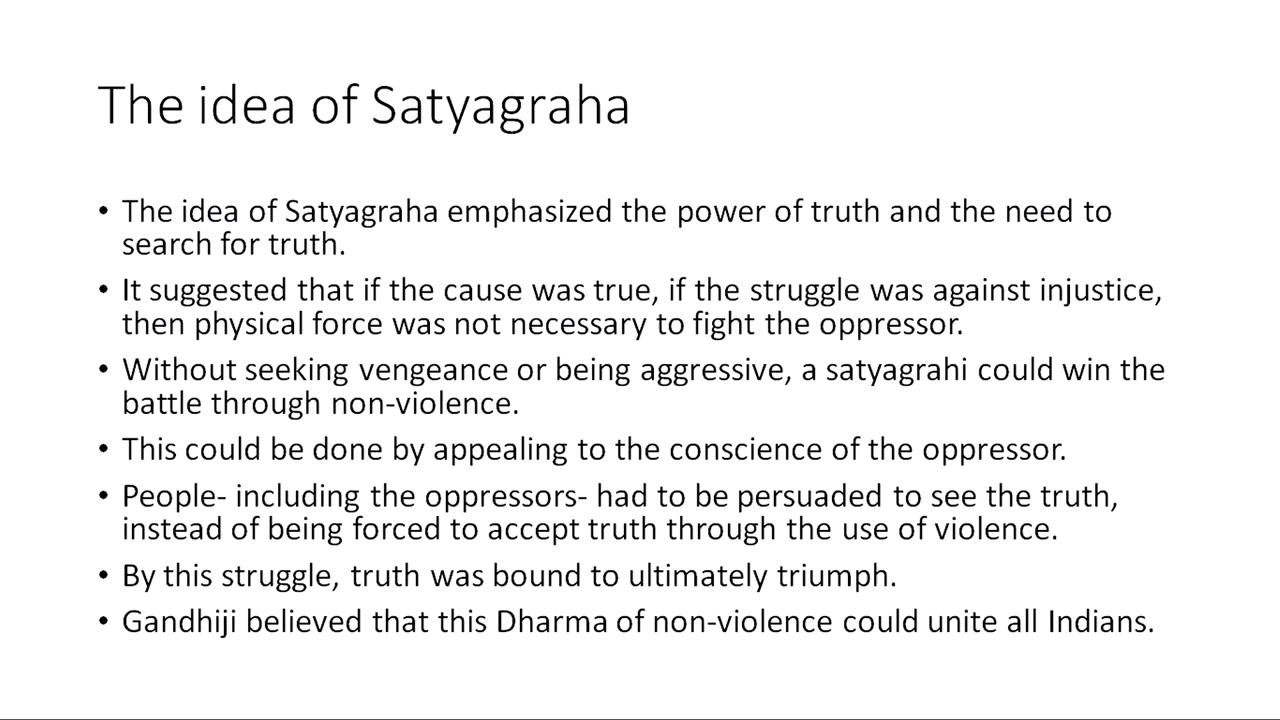 The idea of Satyagraha
• The idea of Satyagraha emphasized the power of truth and the need to
search for truth.
• It suggested that if the cause was true, if the struggle was against injustice,
then physical force was not necessary to fight the oppressor.
• Without seeking vengeance or being aggressive, a satyagrahi could win the
battle through non-violence.
• This could be done by appealing to the conscience of the oppressor.
• People- including the oppressors- had to be persuaded to see the truth,
instead of being forced to accept truth through the use of violence.
• By this struggle, truth was bound to ultimately triumph.
• Gandhiji believed that this Dharma of non-violence could unite all Indians.